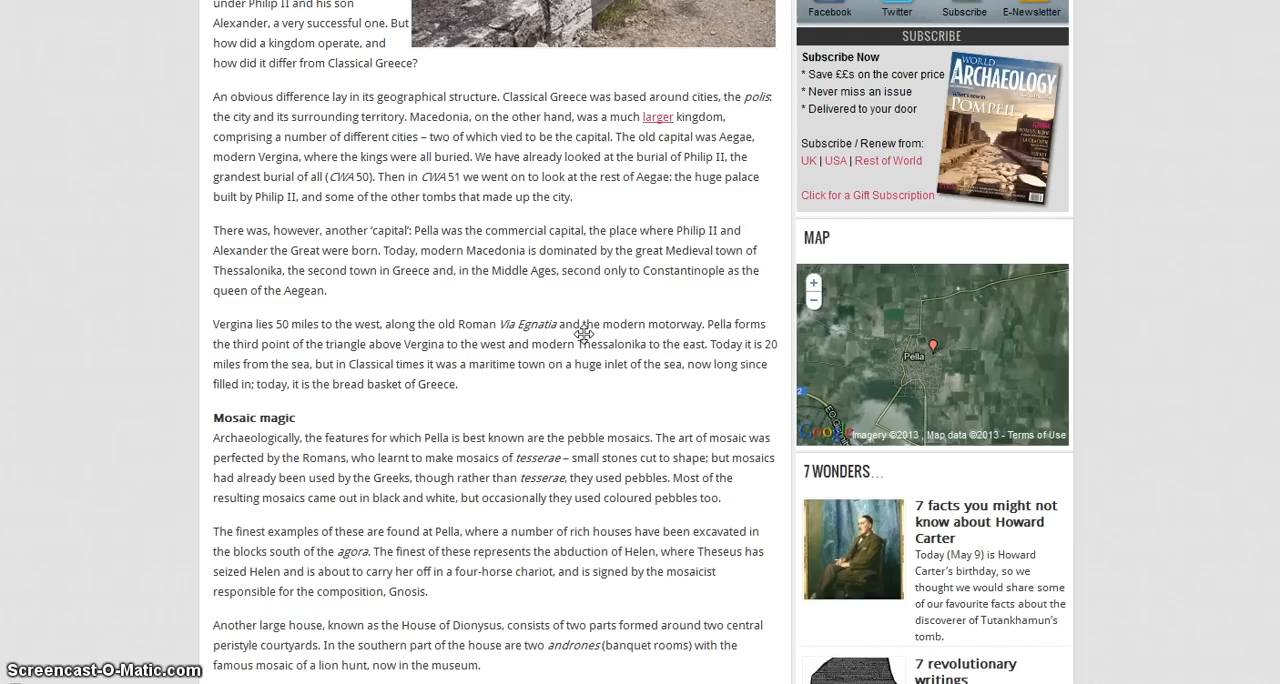 under Philip II and his son
Alexander, a very successful one. But
how did a kingdom operate, and
how did it differ from Classical Greece?
An obvious difference lay in its geographical structure. Classical Greece was based around cities, the polis:
the city and its surrounding territory. Macedonia, on the other hand, was a much larger kingdom,
comprising a number of different cities – two of which vied to be the capital. The old capital was Aegae,
modern Vergina, where the kings were all buried. We have already looked at the burial of Philip II, the
grandest burial of all (CWA 50). Then in CWA 51 we went on to look at the rest of Aegae: the huge palace
built by Philip II, and some of the other tombs that made up the city.
There was, however, another ‘capital’: Pella was the commercial capital, the place where Philip II and
Alexander the Great were born. Today, modern Macedonia is dominated by the great Medieval town of
Thessalonika, the second town in Greece and, in the Middle Ages, second only to Constantinople as the
queen of the Aegean.
Vergina lies 50 miles to the west, along the old Roman Via Egnatia and the modern motorway. Pella forms
the third point of the triangle above Vergina to the west and modern Thessalonika to the east. Today it is 20
miles from the sea, but in Classical times it was a maritime town on a huge inlet of the sea, now long since
filled in; today, it is the bread basket of Greece.
Mosaic magic
Archaeologically, the features for which Pella is best known are the pebble mosaics. The art of mosaic was
perfected by the Romans, who learnt to make mosaics of tesserae – small stones cut to shape; but mosaics
had already been used by the Greeks, though rather than tesserae, they used pebbles. Most of the
resulting mosaics came out in black and white, but occasionally they used coloured pebbles too.
The finest examples of these are found at Pella, where a number of rich houses have been excavated in
the blocks south of the agora. The finest of these represents the abduction of Helen, where Theseus has
seized Helen and is about to carry her off in a four-horse chariot, and is signed by the mosaicist
responsible for the composition, Gnosis.
Another large house, known as the House of Dionysus, consists of two parts formed around two central
peristyle courtyards. In the southern part of the house are two andrones (banquet rooms) with the
famous mosaic of a lion hunt, now in the museum.
Facebook Twitter Subscribe E-Newsletter
SUBSCRIBE
Subscribe Now
* Save ££s on the cover price
* Never miss an issue
* Delivered to your door
Subscribe / Renew from:
UK | USA | Rest of World
Click for a Gift Subscription
WORLD
ARCHAEOLOGY
POMPEII
MAP
+
−
Pella
2
Google
Imagery ©2013 , Map data ©2013 - Terms of Use
7 WONDERS…
7 facts you might not
know about Howard
Carter
Today (May 9) is Howard
Carter’s birthday, so we
thought we would share some
of our favourite facts about the
discoverer of Tutankhamun’s
tomb.
7 revolutionary
writings
Screencast-O-Matic.com